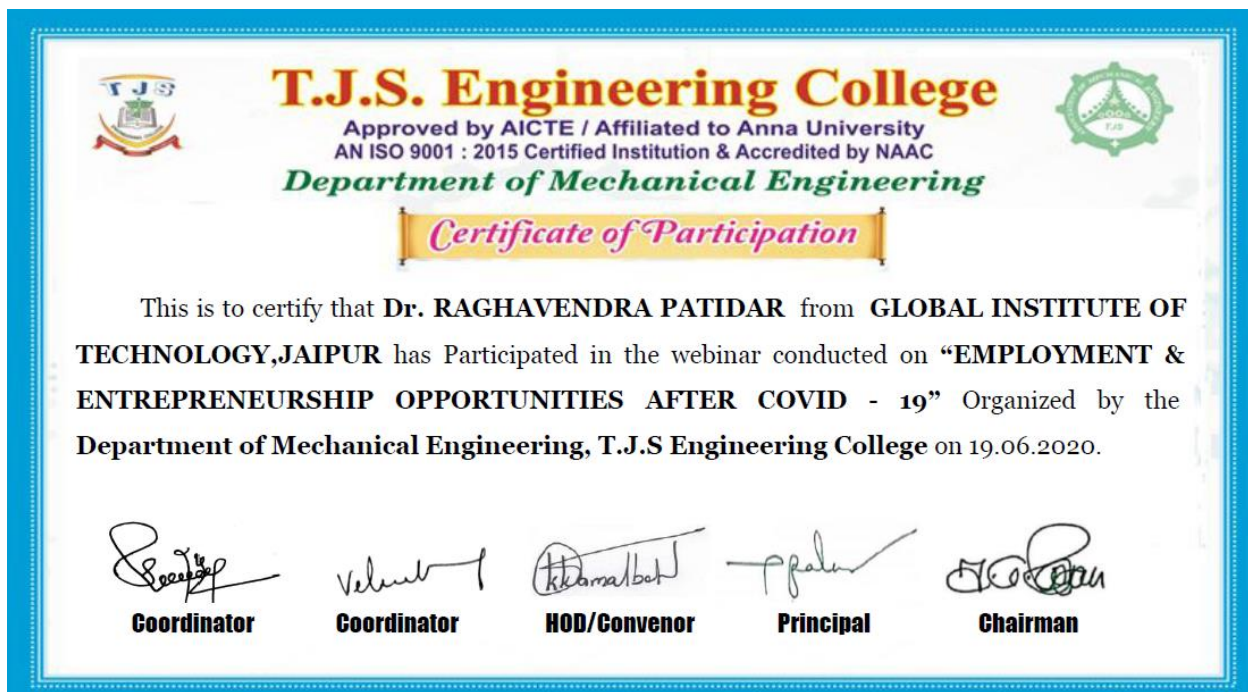 TJS
T.J.S. Engineering College
Approved by AICTE / Affiliated to Anna University
AN ISO 9001 : 2015 Certified Institution & Accredited by NAAC
Department of Mechanical Engineering
TJS
Certificate of Participation
This is to certify that Dr. RAGHAVENDRA PATIDAR from GLOBAL INSTITUTE OF
TECHNOLOGY,JAIPUR has Participated in the webinar conducted on “EMPLOYMENT &
ENTREPRENEURSHIP OPPORTUNITIES AFTER COVID - 19” Organized by the
Department of Mechanical Engineering, T.J.S Engineering College on 19.06.2020.
Coordinator Coordinator HOD/Convenor Principal Chairman